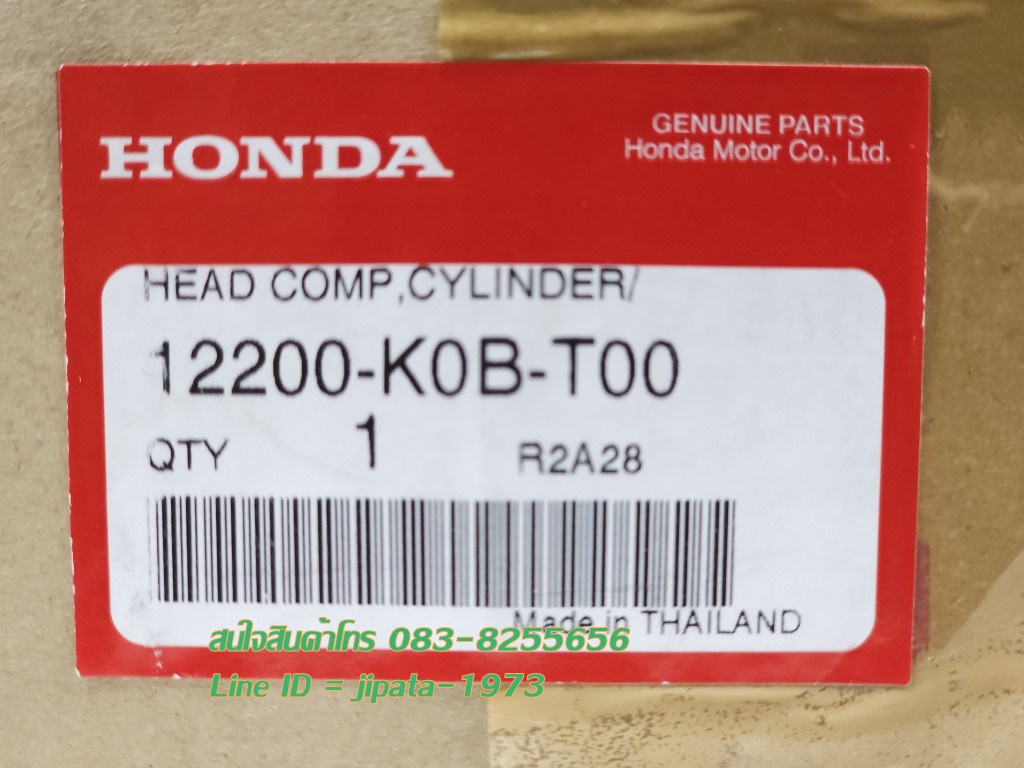 HONDA
GENUINE PARTS
Honda Motor Co., Ltd.
HEAD COMP,CYLINDER/
12200-K0B-T00
QTY 1 R2A28
Made in THAILAND
สนใจสินค้าโทร 083-8255656
Line ID = jipata-1973